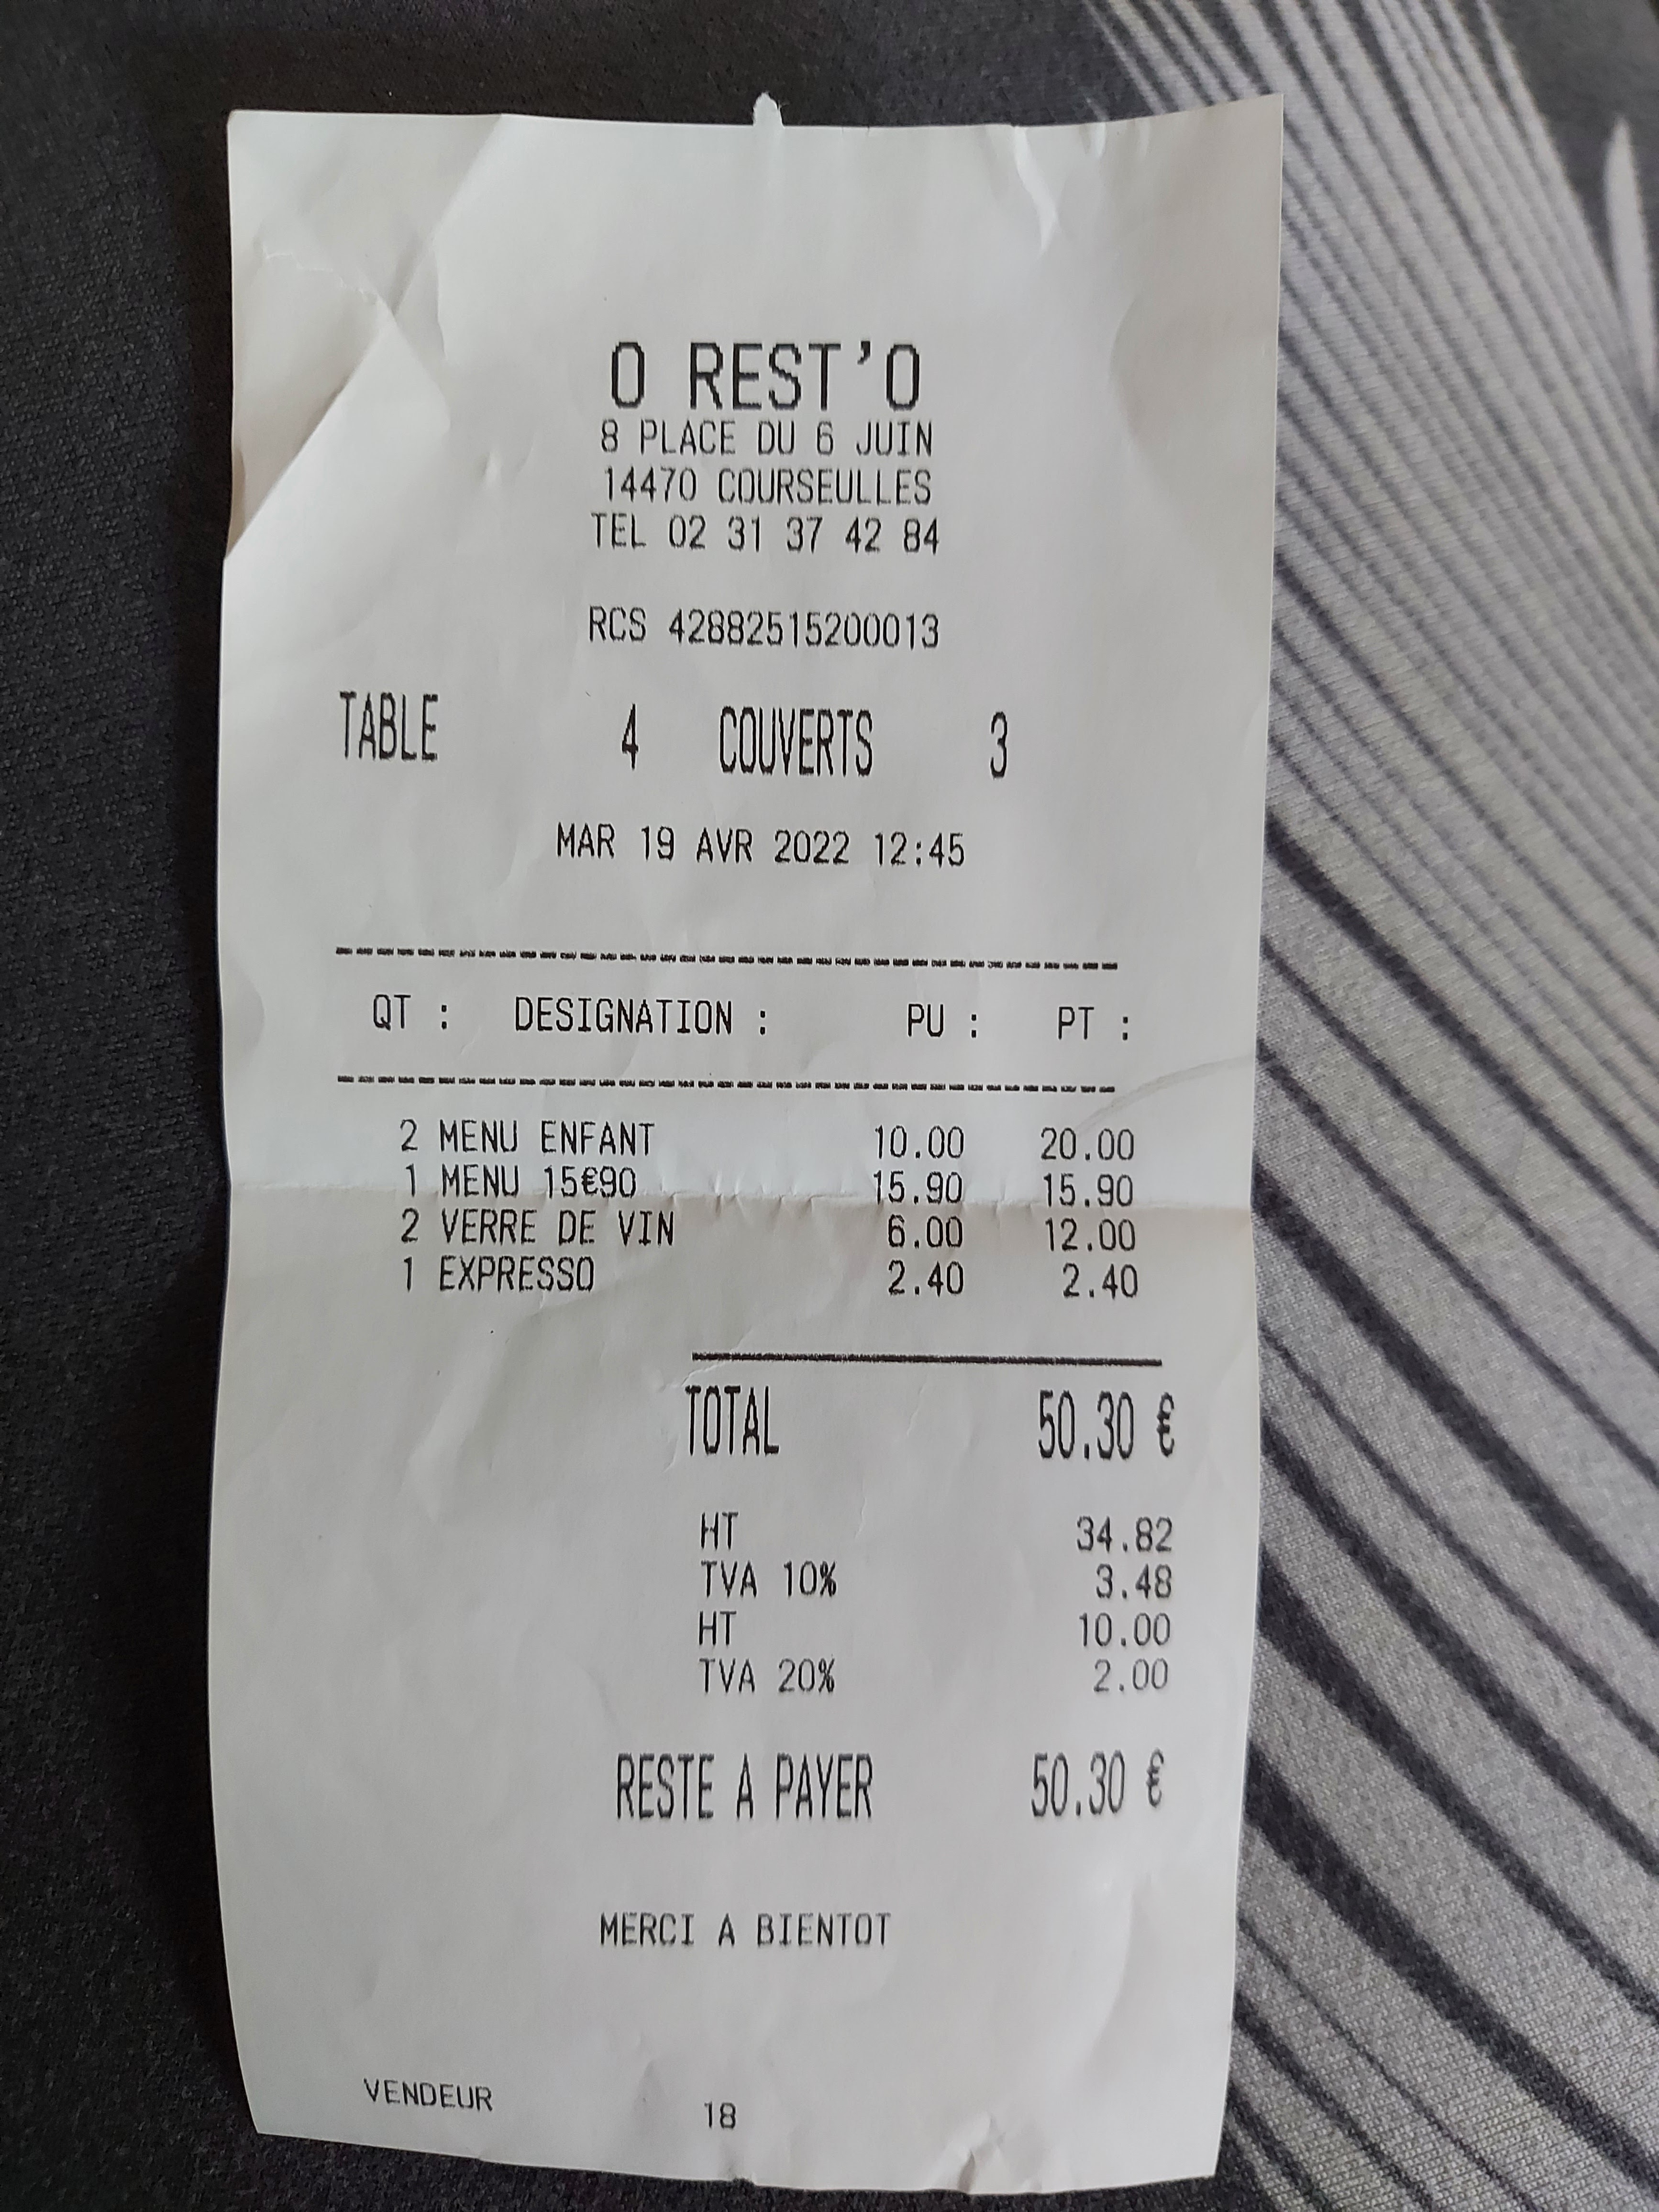 O REST'O
8 PLACE DU 6 JUIN
14470 COURSEULLES
TEL 02 31 37 42 84
RCS 42882515200013
TABLE 4 COUVERTS 3
MAR 19 AVR 2022 12:45
QT : DESIGNATION : PU : PT :
2 MENU ENFANT 10.00 20.00
1 MENU 15€90 15.90 15.90
2 VERRE DE VIN 6.00 12.00
1 EXPRESSO 2.40 2.40
TOTAL 50.30 €
HT 34.82
TVA 10% 3.48
HT 10.00
TVA 20% 2.00
RESTE A PAYER 50.30 €
MERCI A BIENTOT
VENDEUR 18